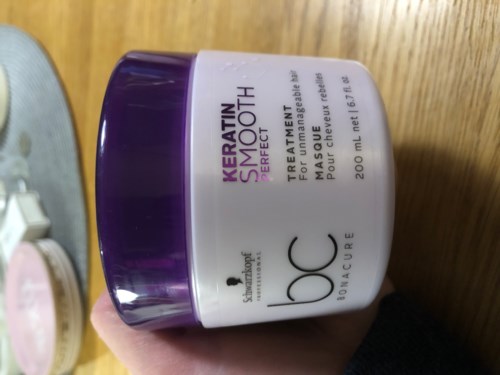 KERATIN
SMOOTH
PERFECT
TREATMENT
For unmanageable hair
MASQUE
Pour cheveux rebelles
200 mL net | 6.7 fl. oz.
Schwarzkopf
PROFESSIONAL
bc
BONACURE